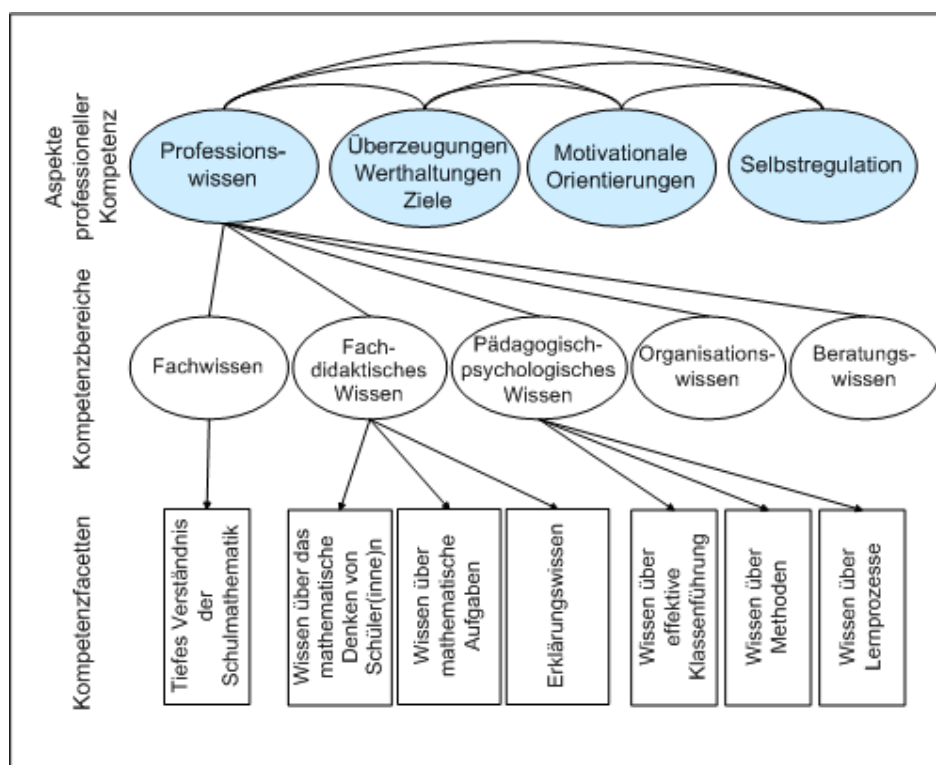 Aspekte
professioneller
Kompetenz
Professions-
wissen
Überzeugungen
Werthaltungen
Ziele
Motivationale
Orientierungen
Selbstregulation
Kompetenzbereiche
Fachwissen
Fach-
didaktisches
Wissen
Pädagogisch-
psychologisches
Wissen
Organisations-
wissen
Beratungs-
wissen
Kompetenzfacetten
Tiefes Verständnis
der
Schulmathematik
Wissen über das
mathematische
Denken von
Schüler(inne)n
Wissen über
mathematische
Aufgaben
Erklärungswissen
Wissen über
effektive
Klassenführung
Wissen über
Methoden
Wissen über
Lernprozesse